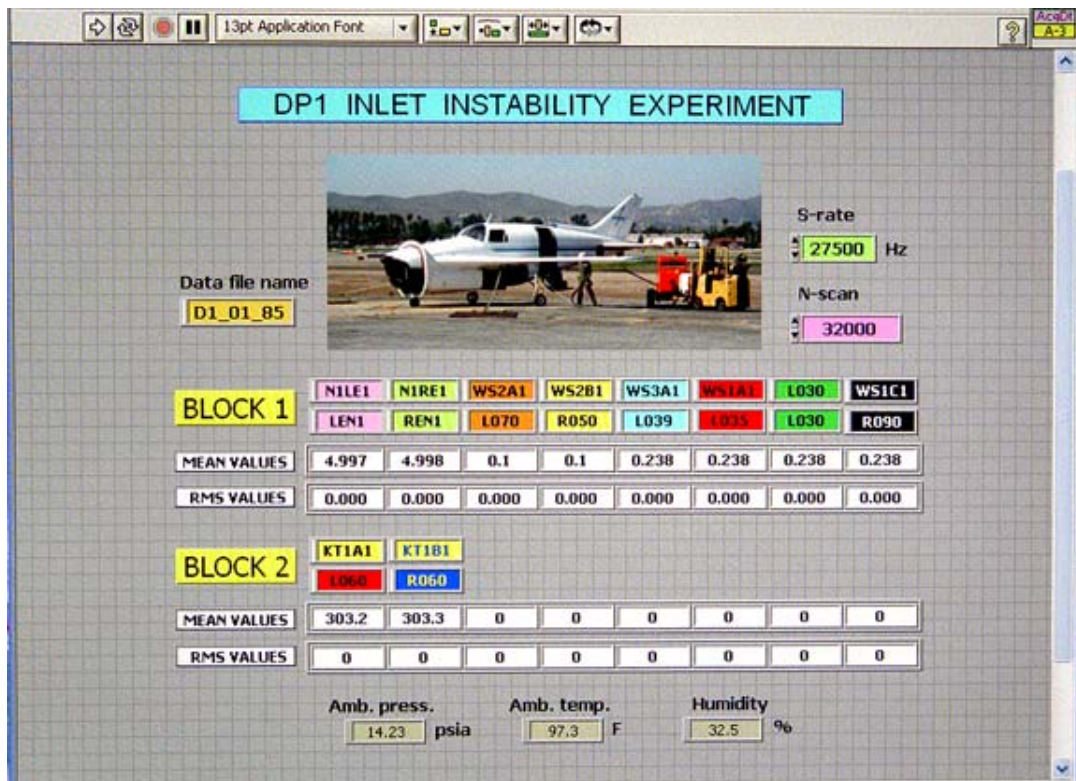 13pt Application Font
AcqDt
A-3
DP1 INLET INSTABILITY EXPERIMENT
S-rate
27500 Hz
Data file name
D1_01_85
N-scan
32000
BLOCK 1
N1LE1 N1RE1 WS2A1 WS2B1 WS3A1 WS1A1 L030 WS1C1
LEN1 REN1 L070 R050 L039 L035 L030 R090
MEAN VALUES 4.997 4.998 0.1 0.1 0.238 0.238 0.238 0.238
RMS VALUES 0.000 0.000 0.000 0.000 0.000 0.000 0.000 0.000
BLOCK 2
KT1A1 KT1B1
L060 R060
MEAN VALUES 303.2 303.3 0 0 0 0 0 0
RMS VALUES 0 0 0 0 0 0 0 0
Amb. press. Amb. temp. Humidity
14.23 psia 97.3 F 32.5 %